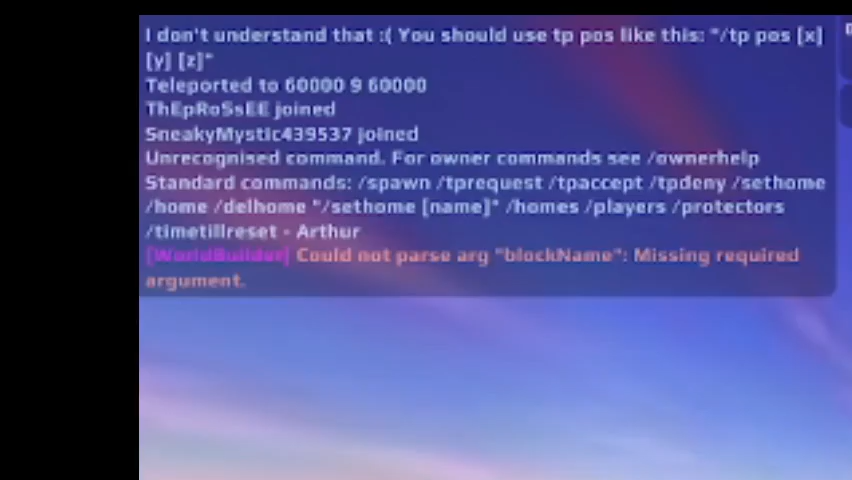 I don't understand that :( You should use tp pos like this: "/tp pos [x]
[y] [z]"
Teleported to 60000 9 60000
ThEpRoSsEE joined
SneakyMystic439537 joined
Unrecognised command. For owner commands see /ownerhelp
Standard commands: /spawn /tprequest /tpaccept /tpdeny /sethome
/home /delhome "/sethome [name]" /homes /players /protectors
/timetillreset - Arthur
[WorldBuilder] Could not parse arg "blockName": Missing required
argument.